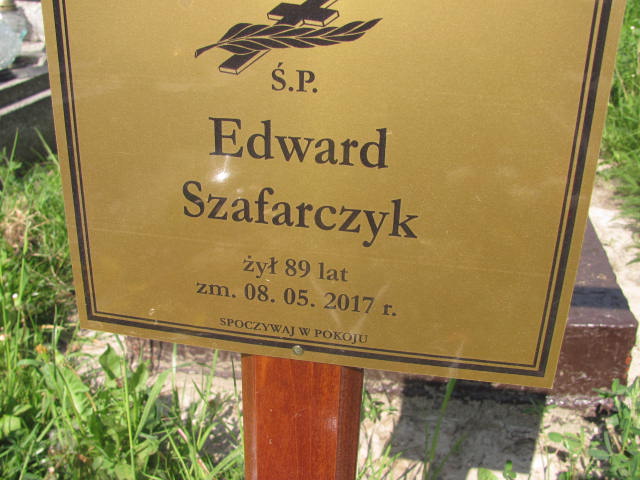 Ś.P.
Edward
Szafarczyk
żył 89 lat
zm. 08. 05. 2017 r.
SPOCZYWAJ W POKOJU